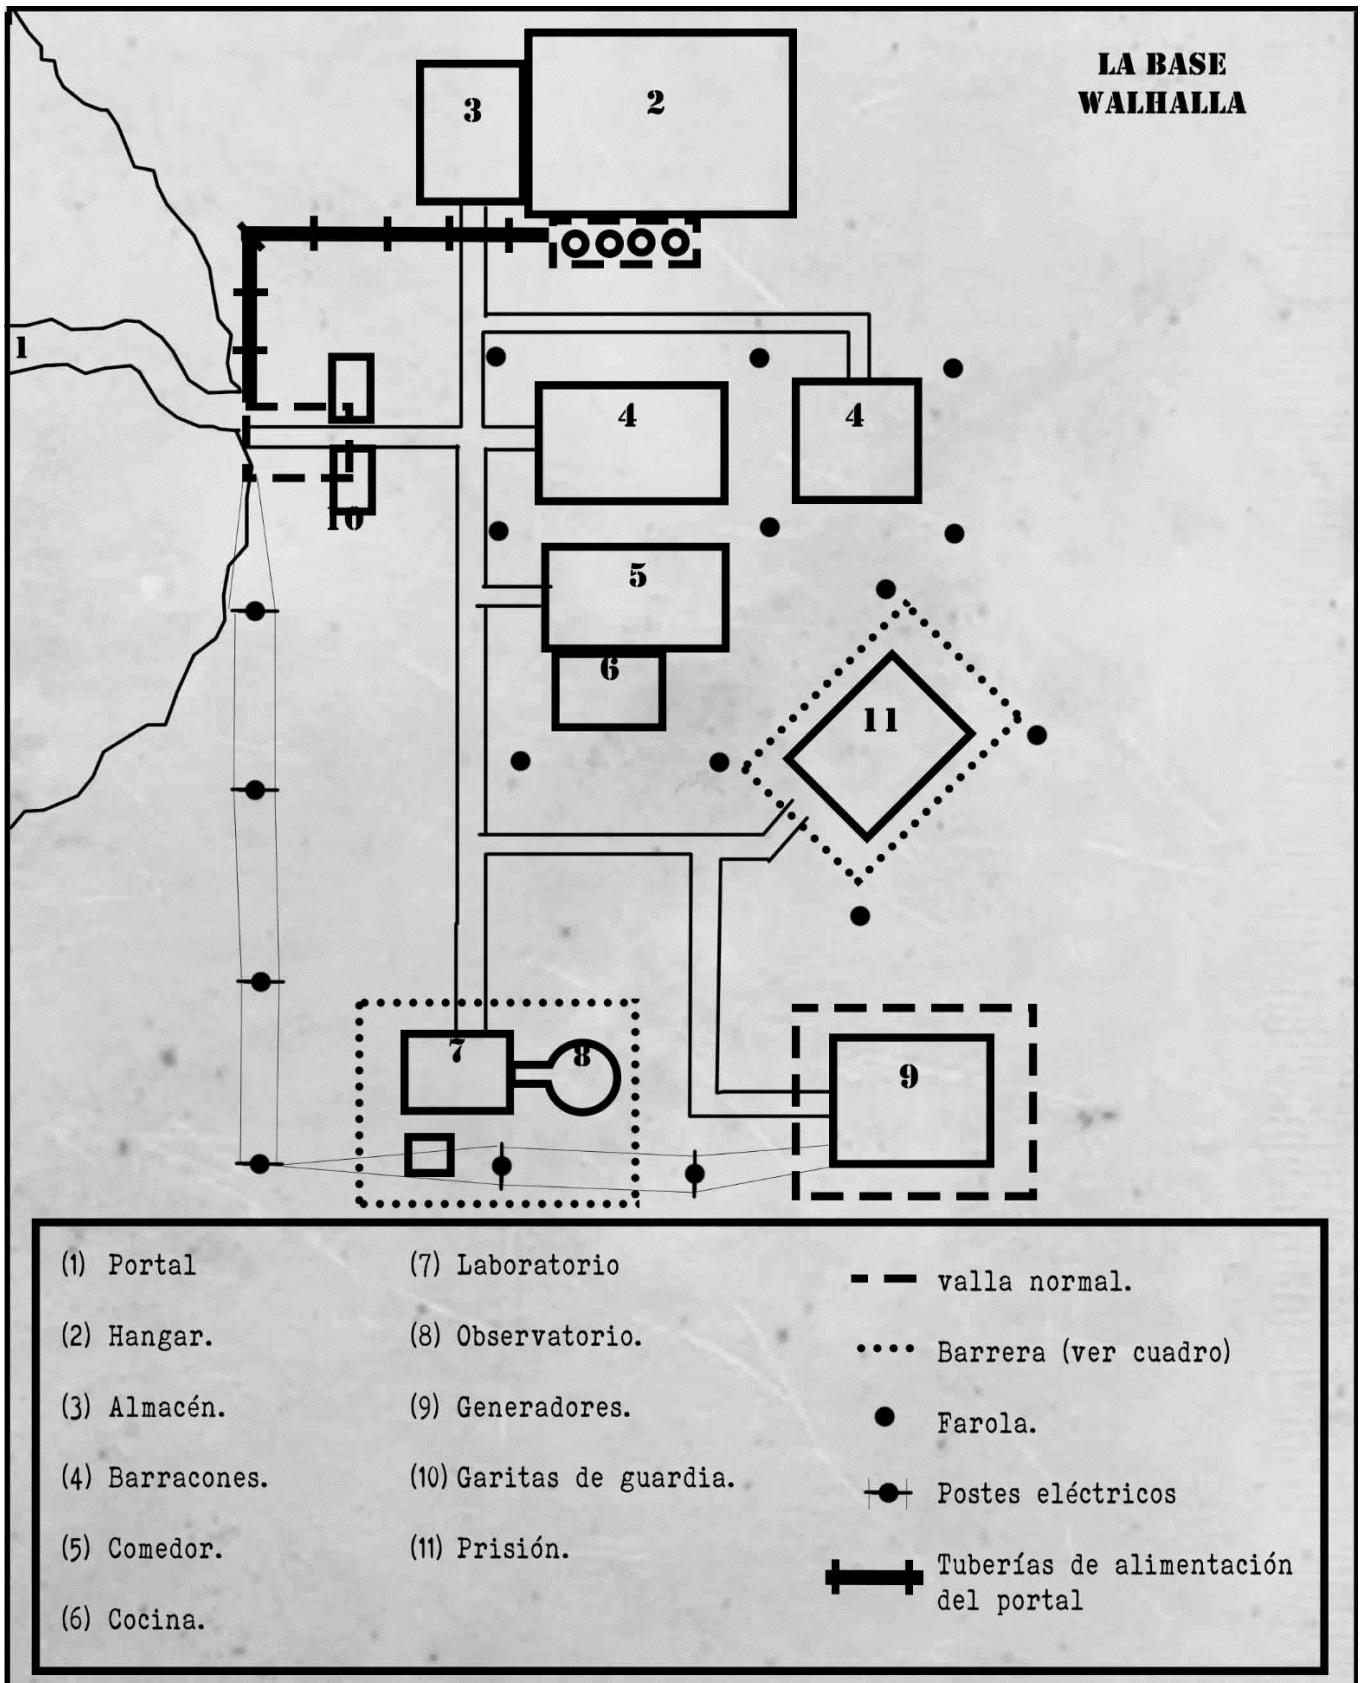 LA BASE
WALHALLA
3
2
1
4
4
10
5
6
11
7
8
9
(1) Portal
(2) Hangar.
(3) Almacén.
(4) Barracones.
(5) Comedor.
(6) Cocina.
(7) Laboratorio
(8) Observatorio.
(9) Generadores.
(10) Garitas de guardia.
(11) Prisión.
valla normal.
Barrera (ver cuadro)
Farola.
Postes eléctricos
Tuberías de alimentación
del portal